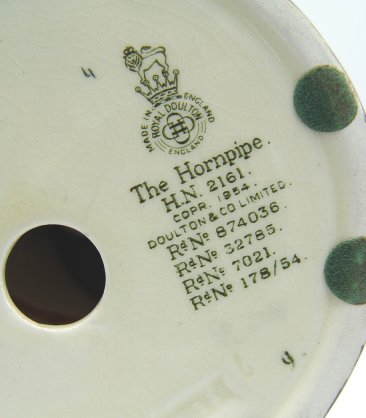 MADE IN ENGLAND
ROYAL DOULTON
ENGLAND
The Hornpipe.
H.N. 2161.
COPR. 1954.
DOULTON & CO LIMITED.
Rd No 874036.
Rd No 32785.
Rd No 7021.
Rd No 178/54.